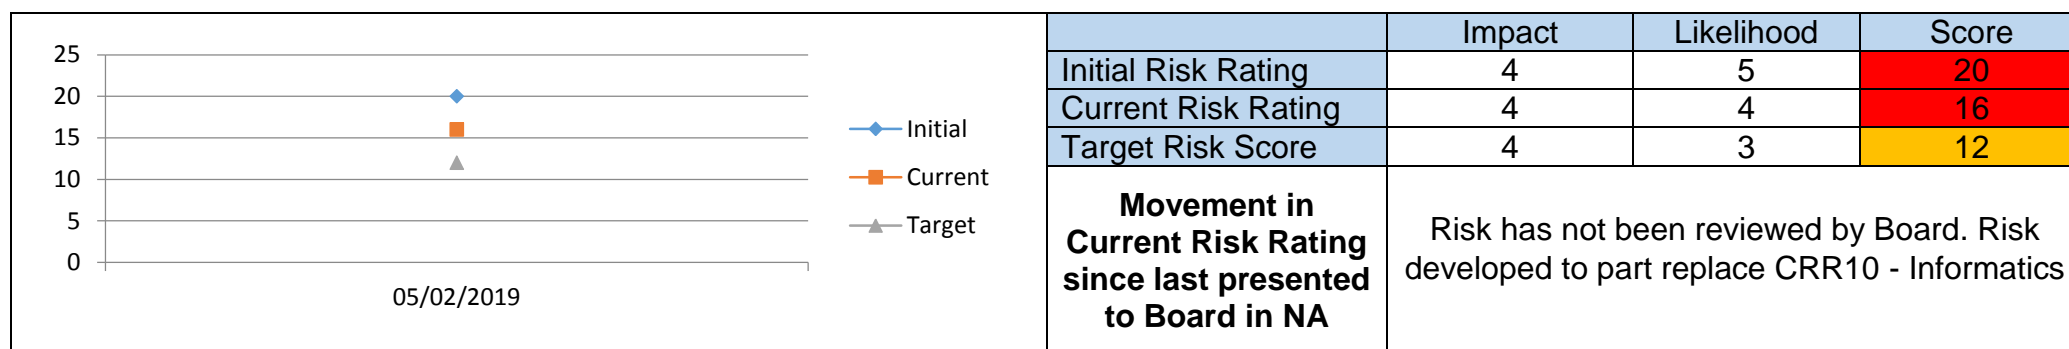 25
20
15
10
5
0
05/02/2019
Initial
Current
Target
Impact Likelihood Score
Initial Risk Rating 4 5 20
Current Risk Rating 4 4 16
Target Risk Score 4 3 12
Movement in
Current Risk Rating
since last presented
to Board in NA
Risk has not been reviewed by Board. Risk
developed to part replace CRR10 - Informatics